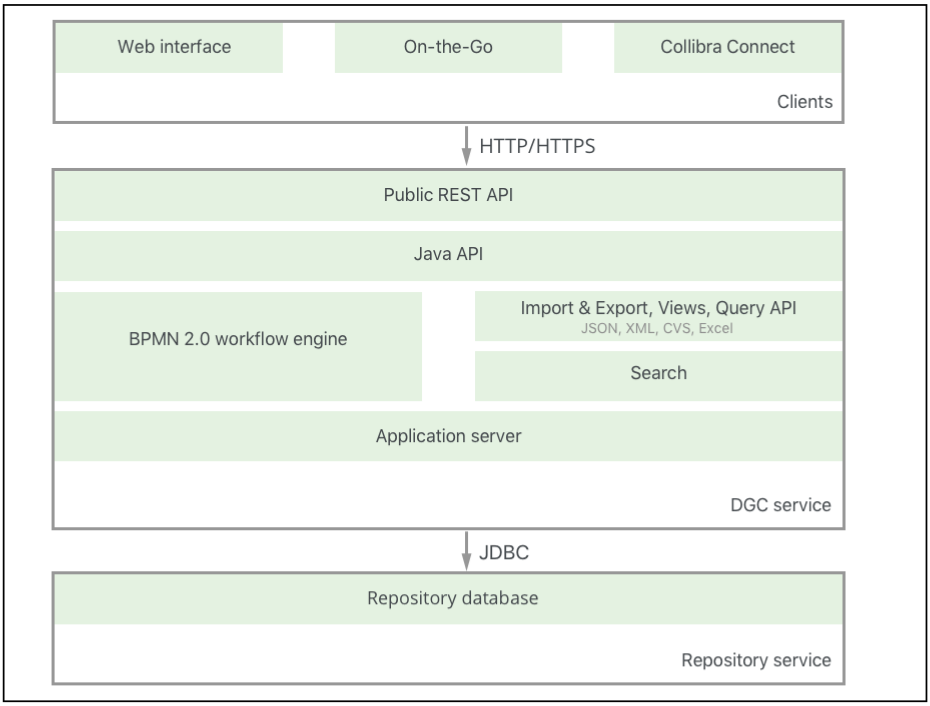 Web interface
On-the-Go
Collibra Connect
Clients
HTTP/HTTPS
Public REST API
Java API
BPMN 2.0 workflow engine
Import & Export, Views, Query API
JSON, XML, CVS, Excel
Search
Application server
DGC service
JDBC
Repository database
Repository service